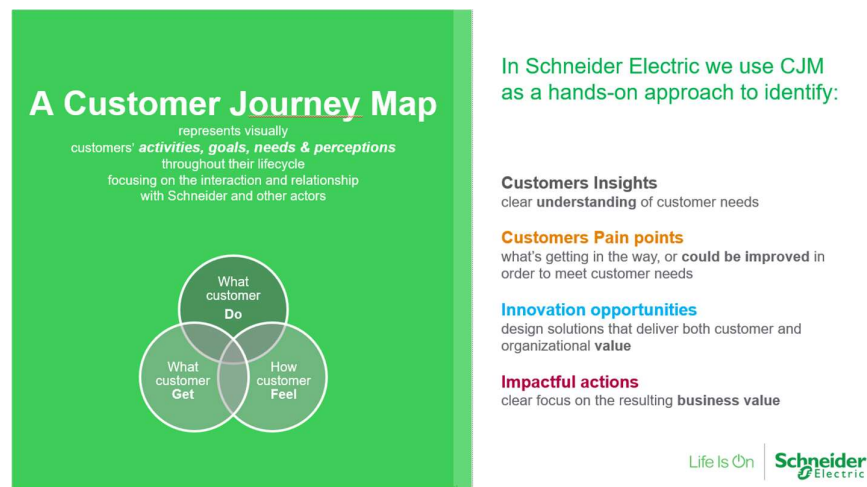 A Customer Journey Map
represents visually
customers' activities, goals, needs & perceptions
throughout their lifecycle
focusing on the interaction and relationship
with Schneider and other actors
What
customer
Do
What
customer
Get
How
customer
Feel
In Schneider Electric we use CJM
as a hands-on approach to identify:
Customers Insights
clear understanding of customer needs
Customers Pain points
what's getting in the way, or could be improved in
order to meet customer needs
Innovation opportunities
design solutions that deliver both customer and
organizational value
Impactful actions
clear focus on the resulting business value
Life Is On
Schneider
Electric